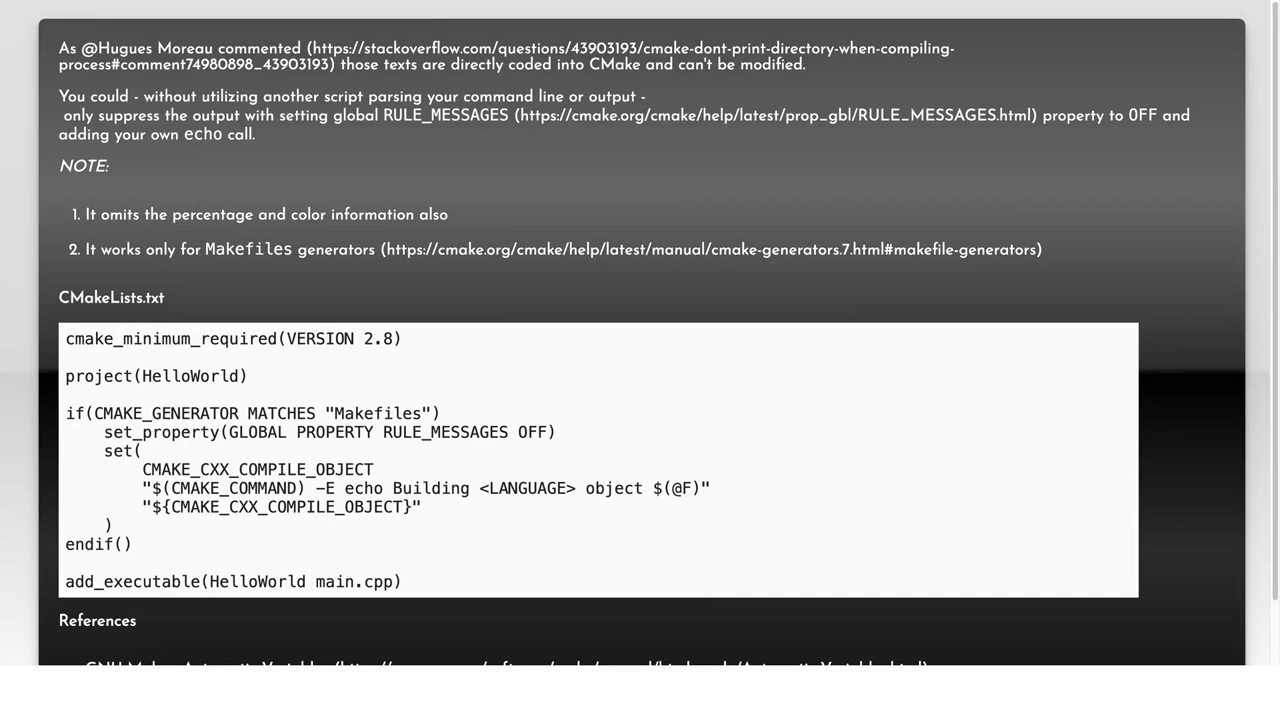 As @Hugues Moreau commented (https://stackoverflow.com/questions/43903193/cmake-dont-print-directory-when-compiling-
process#comment74980898_43903193) those texts are directly coded into CMake and can't be modified.
You could - without utilizing another script parsing your command line or output -
only suppress the output with setting global RULE_MESSAGES (https://cmake.org/cmake/help/latest/prop_gbl/RULE_MESSAGES.html) property to OFF and
adding your own echo call.
NOTE:
1. It omits the percentage and color information also
2. It works only for Makefiles generators (https://cmake.org/cmake/help/latest/manual/cmake-generators.7.html#makefile-generators)
CMakeLists.txt
cmake_minimum_required(VERSION 2.8)
project(HelloWorld)
if(CMAKE_GENERATOR MATCHES "Makefiles")
    set_property(GLOBAL PROPERTY RULE_MESSAGES OFF)
    set(
        CMAKE_CXX_COMPILE_OBJECT
        "$(CMAKE_COMMAND) -E echo Building <LANGUAGE> object $(@F)"
        "${CMAKE_CXX_COMPILE_OBJECT}"
    )
endif()
add_executable(HelloWorld main.cpp)
References